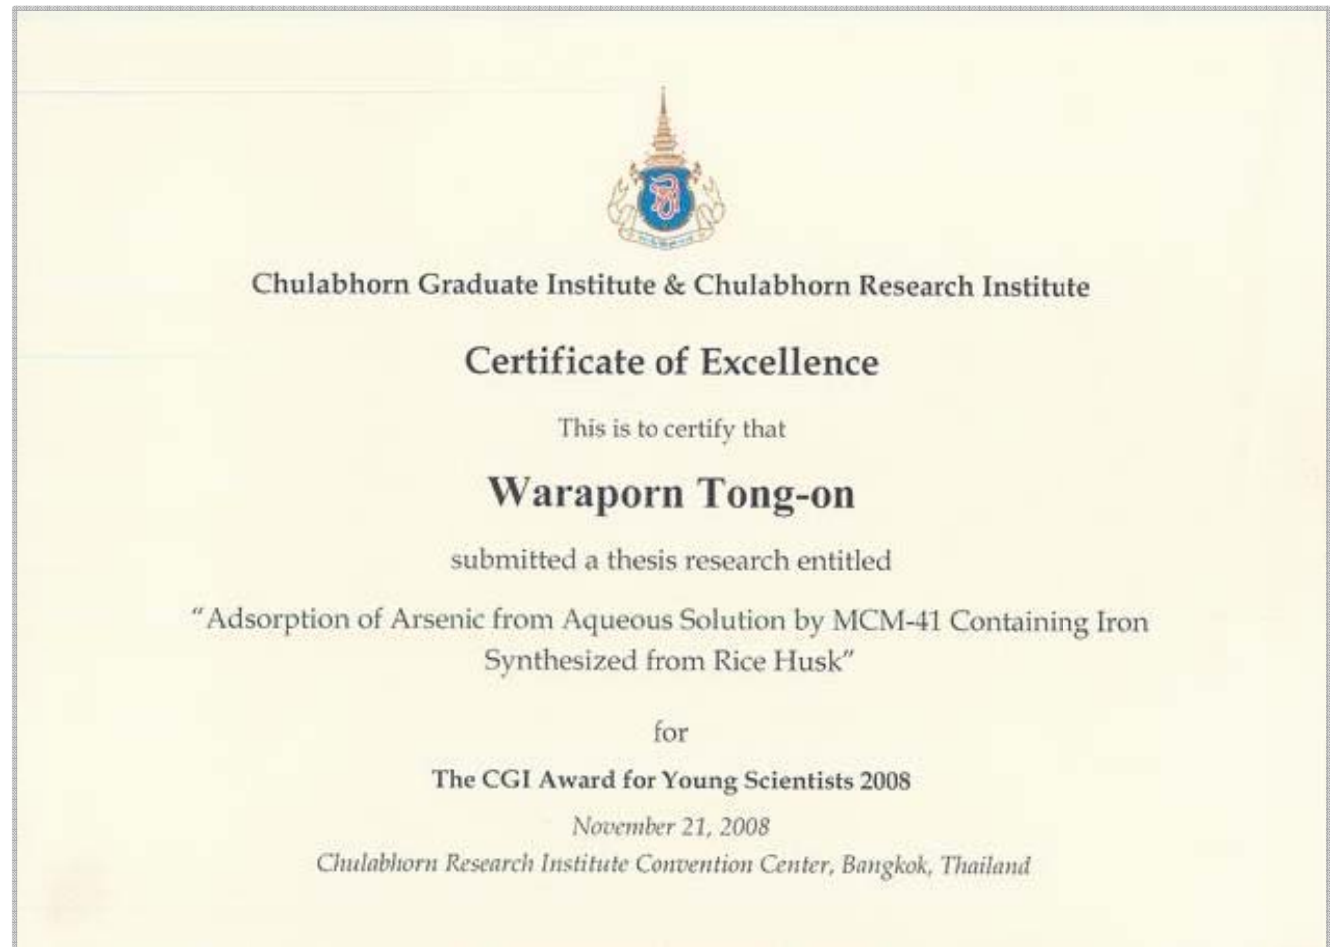 Chulabhorn Graduate Institute & Chulabhorn Research Institute
Certificate of Excellence
This is to certify that
Waraporn Tong-on
submitted a thesis research entitled
"Adsorption of Arsenic from Aqueous Solution by MCM-41 Containing Iron
Synthesized from Rice Husk"
for
The CGI Award for Young Scientists 2008
November 21, 2008
Chulabhorn Research Institute Convention Center, Bangkok, Thailand